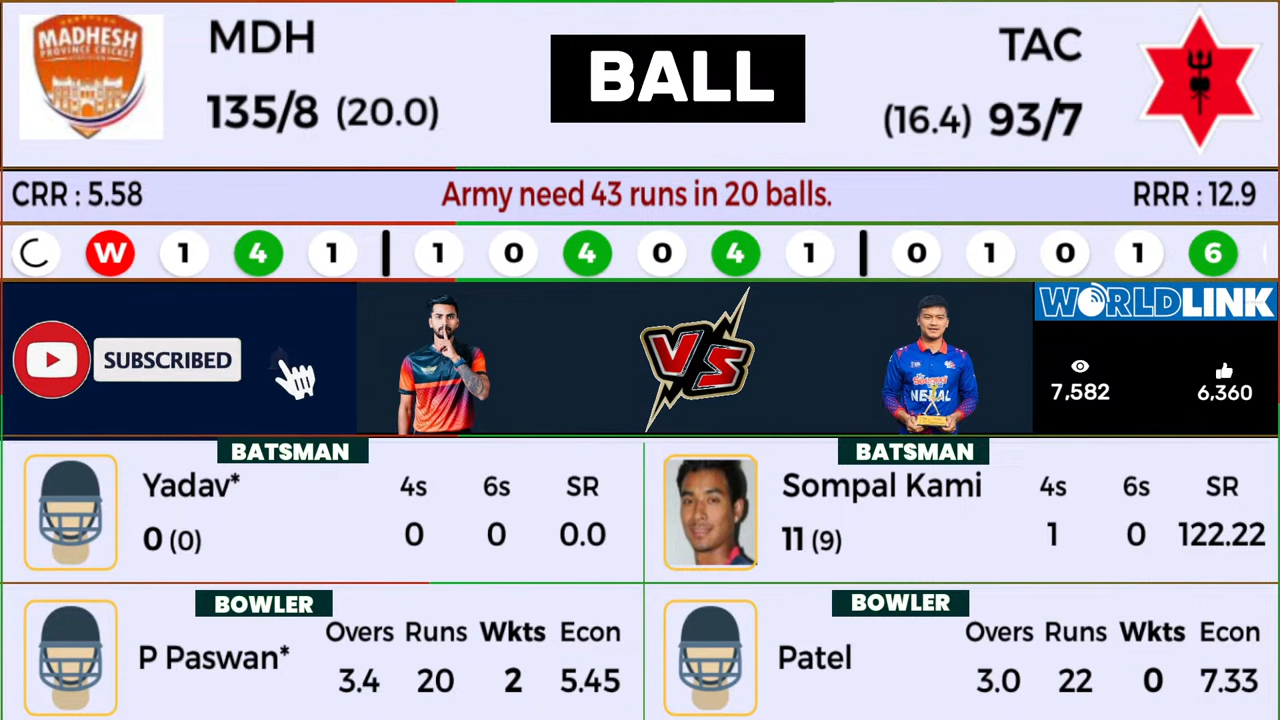 MADHESH
PROVINCE CRICKET
MDH
135/8 (20.0)
BALL
TAC
(16.4) 93/7
CRR : 5.58
Army need 43 runs in 20 balls.
RRR : 12.9
W 1 4 1 | 1 0 4 0 4 1 | 0 1 0 1 6
SUBSCRIBED
VS
NEPAL
WORLDLINK
7,582
6,360
BATSMAN
Yadav* 4s 6s SR
0 (0) 0 0 0.0
BATSMAN
Sompal Kami 4s 6s SR
11 (9) 1 0 122.22
BOWLER
P Paswan* Overs Runs Wkts Econ
3.4 20 2 5.45
BOWLER
Patel Overs Runs Wkts Econ
3.0 22 0 7.33